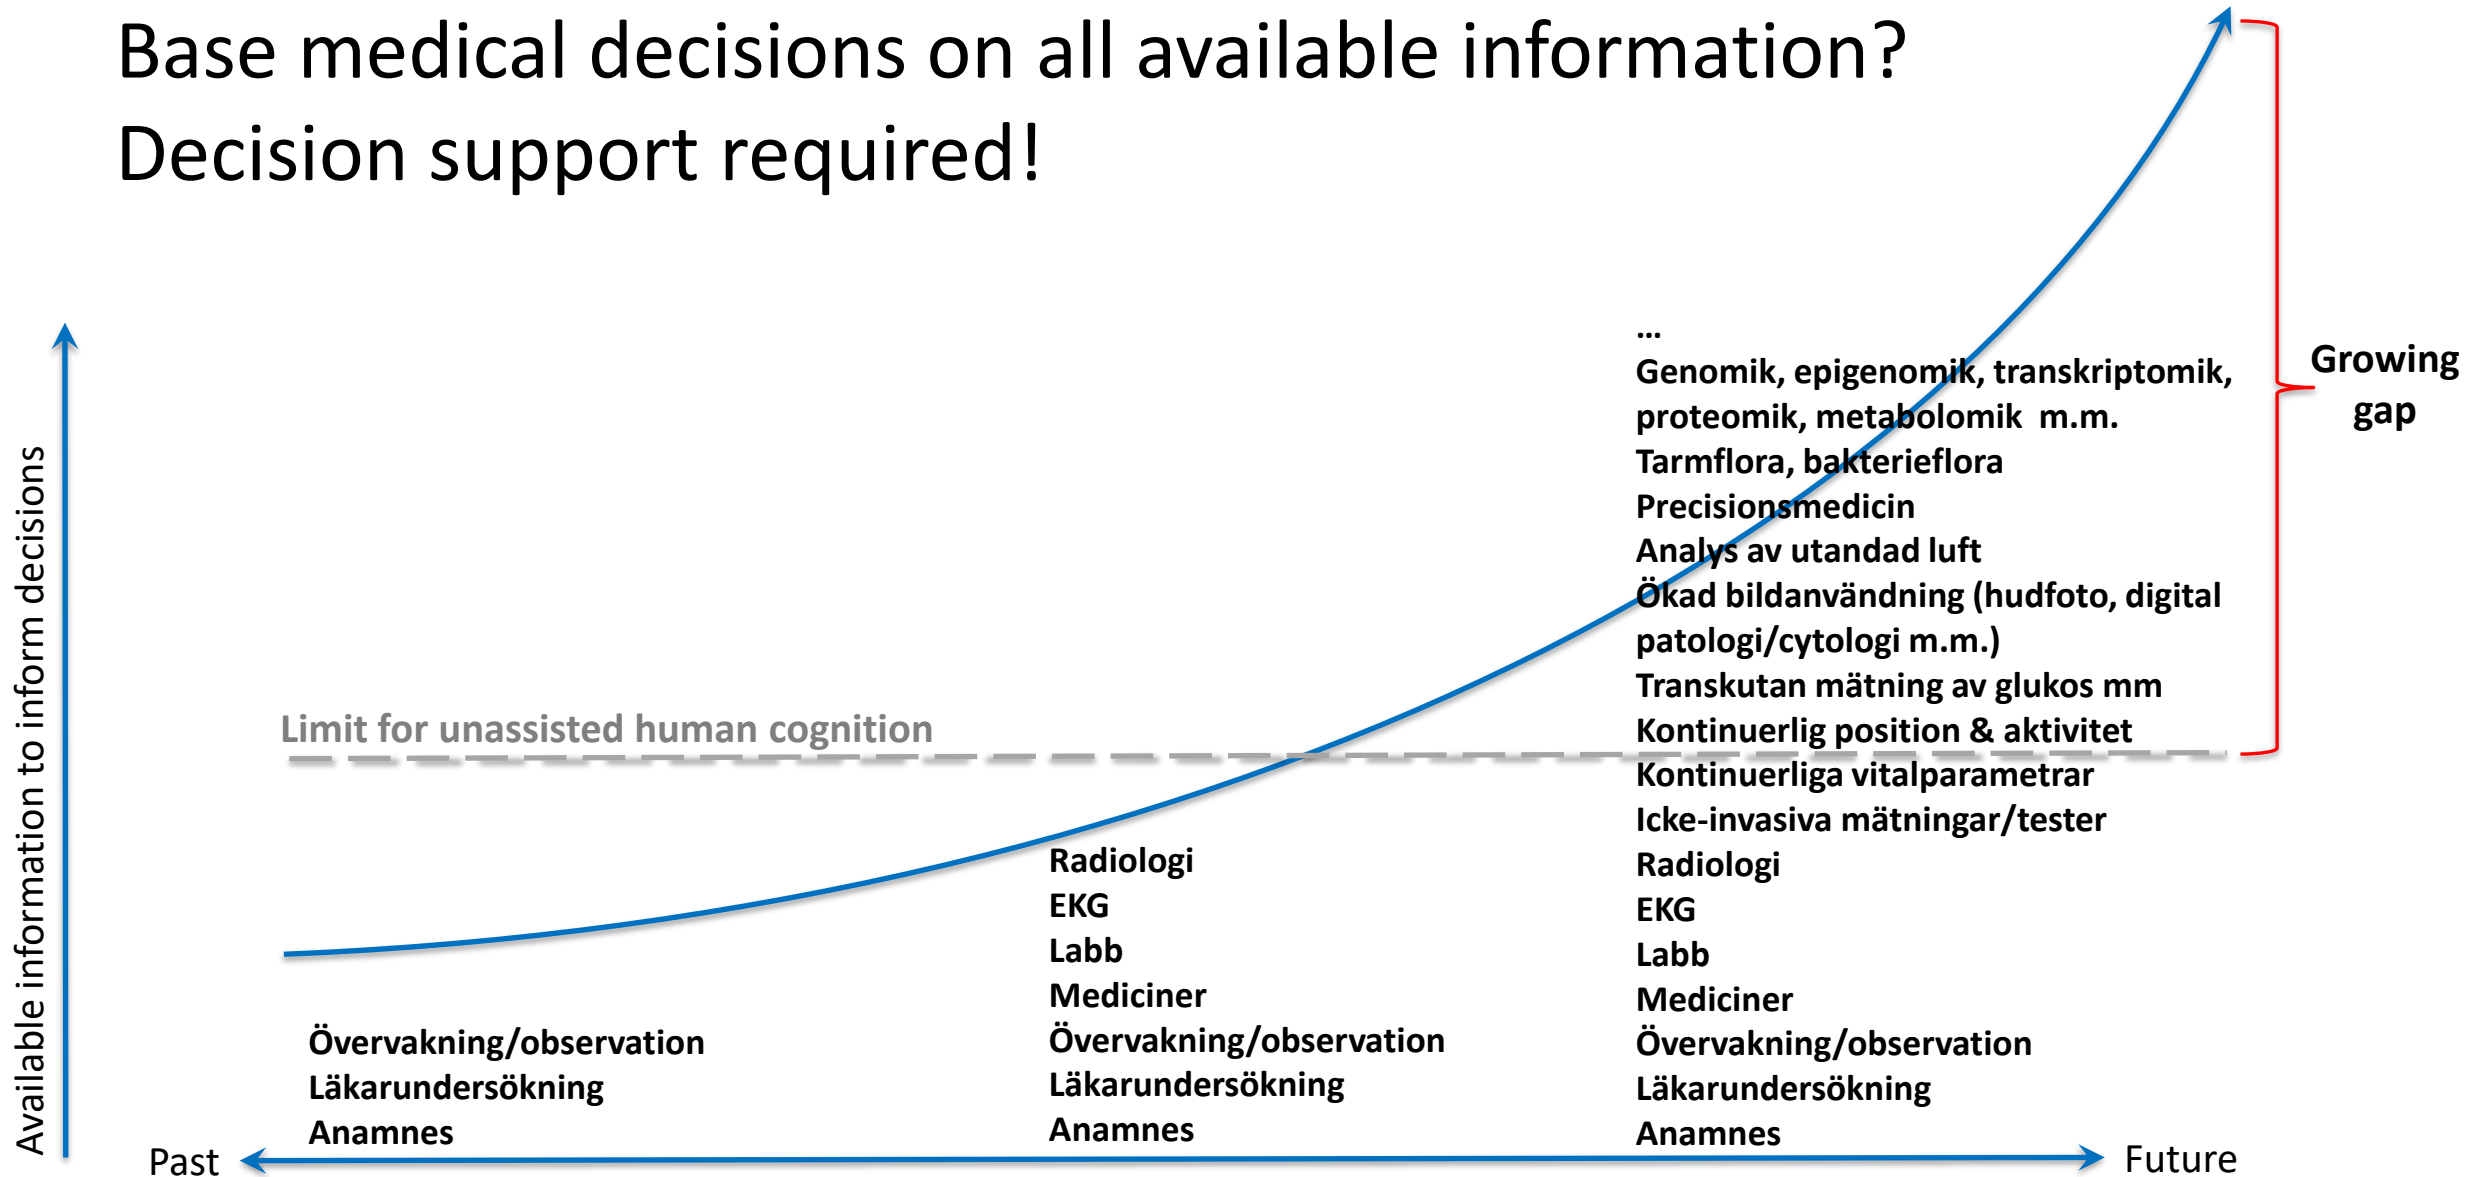 Base medical decisions on all available information?
Decision support required!
Available information to inform decisions
Limit for unassisted human cognition
Övervakning/observation
Läkarundersökning
Anamnes
Radiologi
EKG
Labb
Mediciner
Övervakning/observation
Läkarundersökning
Anamnes
...
Genomik, epigenomik, transkriptomik,
proteomik, metabolomik m.m.
Tarmflora, bakterieflora
Precisionsmedicin
Analys av utandad luft
Ökad bildanvändning (hudfoto, digital
patologi/cytologi m.m.)
Transkutan mätning av glukos mm
Kontinuerlig position & aktivitet
Kontinuerliga vitalparametrar
Icke-invasiva mätningar/tester
Radiologi
EKG
Labb
Mediciner
Övervakning/observation
Läkarundersökning
Anamnes
Growing
gap
Past
Future